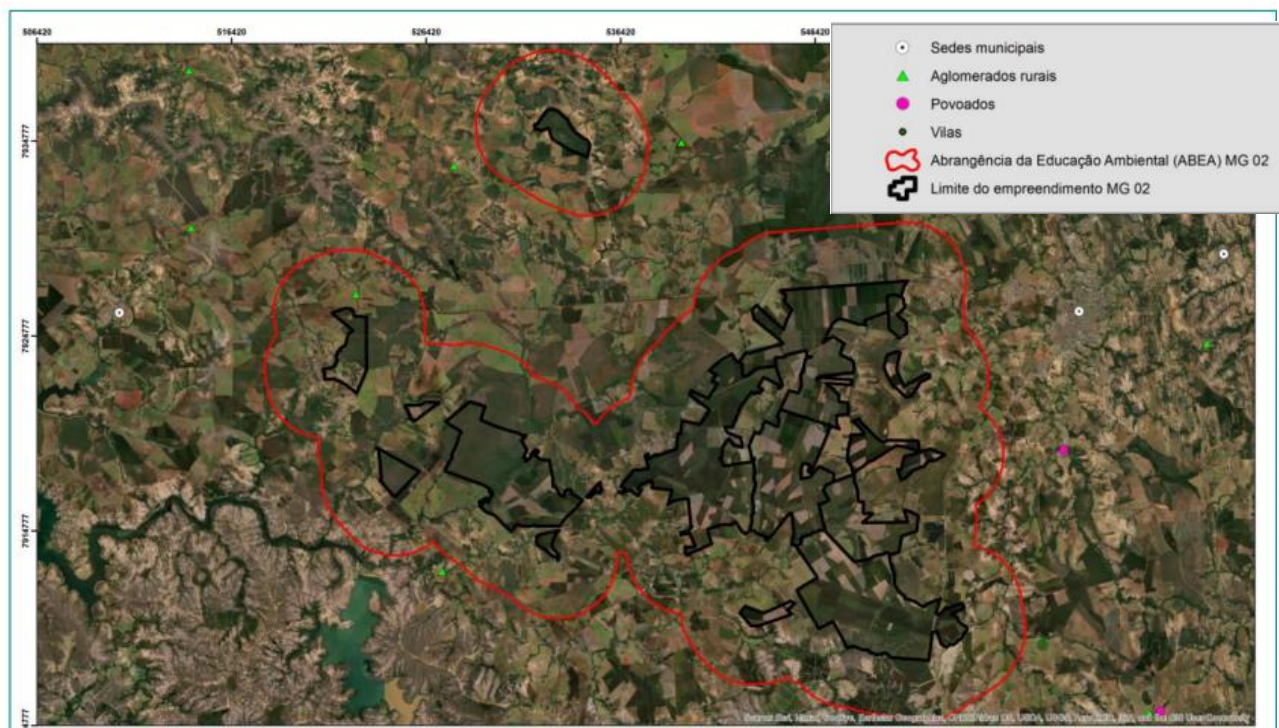 506420 516420 526420 536420 546420
Sedes municipais
Aglomerados rurais
Povoados
Vilas
Abrangência da Educação Ambiental (ABEA) MG 02
Limite do empreendimento MG 02
7934777
7924777
7914777
4777